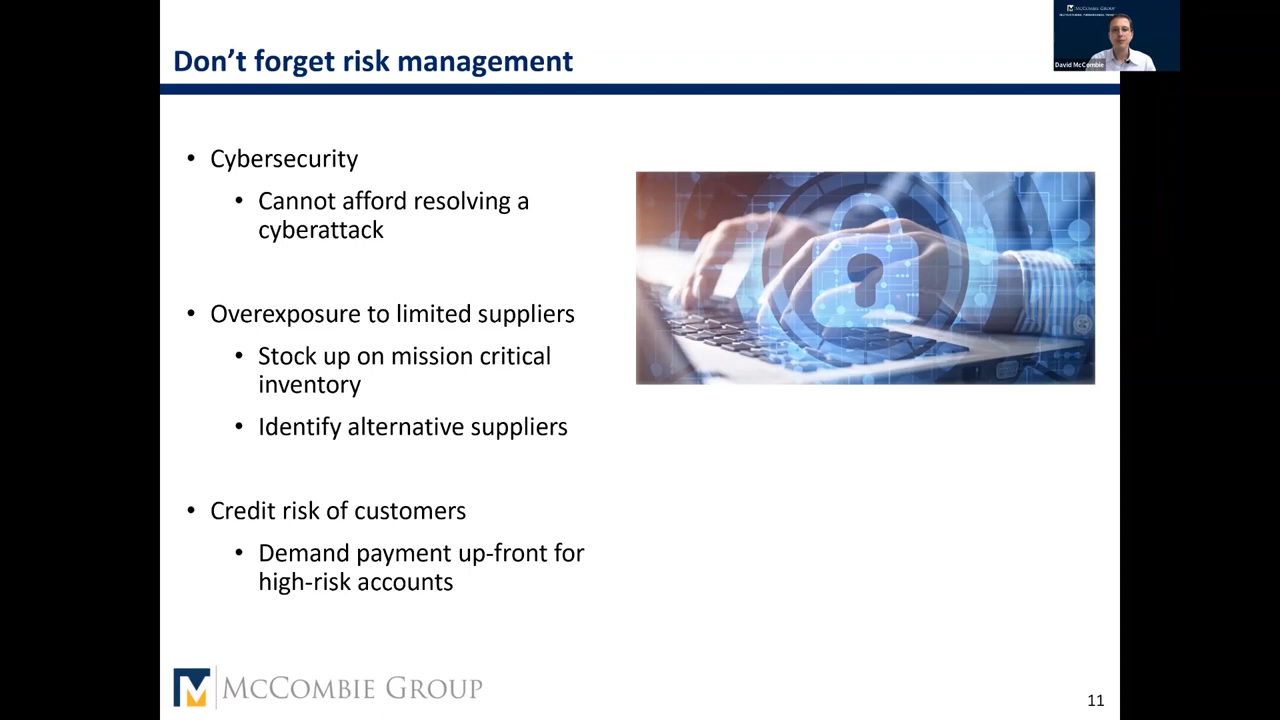 Don’t forget risk management
McCombie Group
David McCombie
• Cybersecurity
• Cannot afford resolving a
cyberattack
• Overexposure to limited suppliers
• Stock up on mission critical
inventory
• Identify alternative suppliers
• Credit risk of customers
• Demand payment up-front for
high-risk accounts
M McCombie Group
11